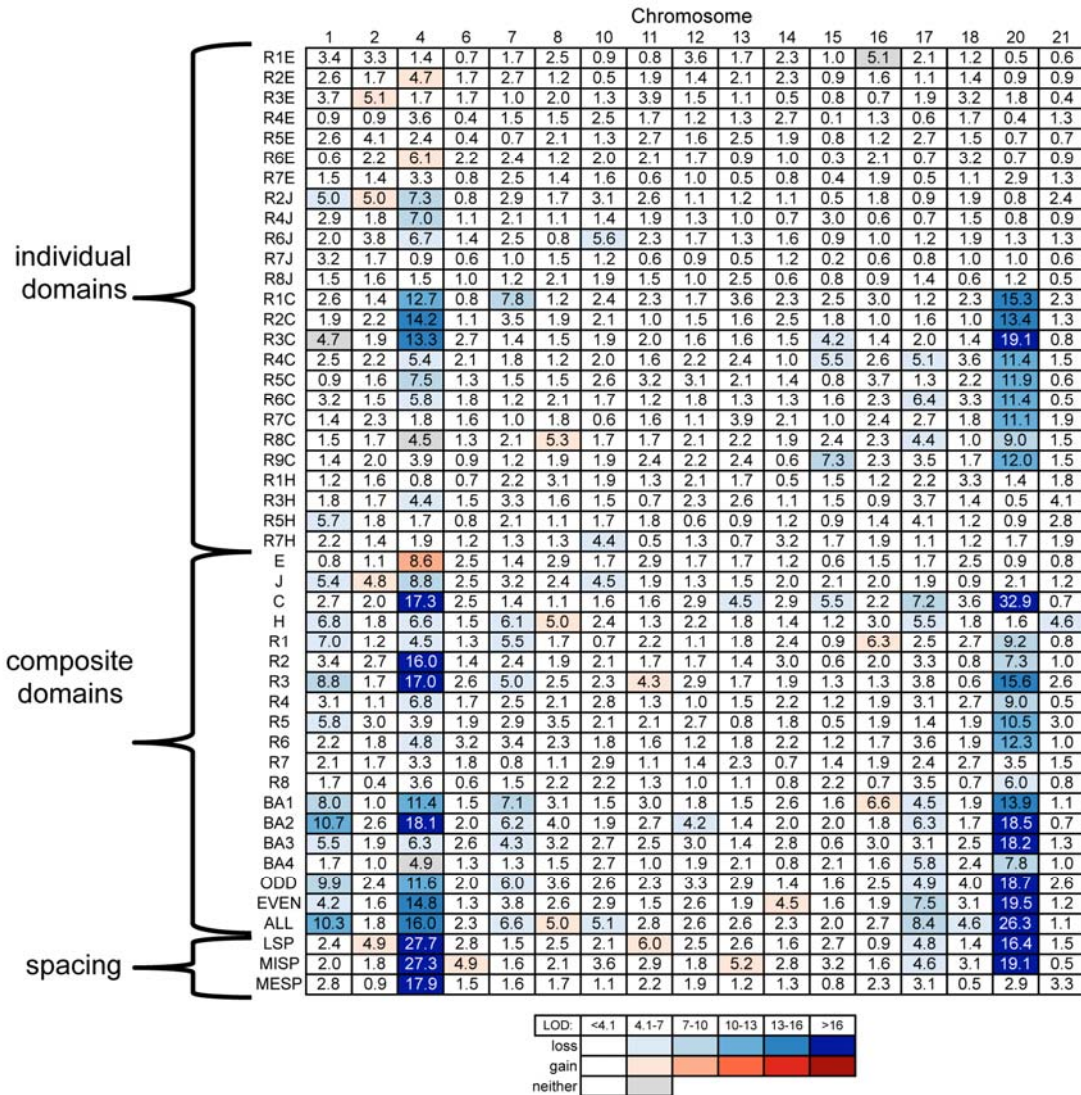 Chromosome
1 2 4 6 7 8 10 11 12 13 14 15 16 17 18 20 21
R1E 3.4 3.3 1.4 0.7 1.7 2.5 0.9 0.8 3.6 1.7 2.3 1.0 5.1 2.1 1.2 0.5 0.6
R2E 2.6 1.7 4.7 1.7 2.7 1.2 0.5 1.9 1.4 2.1 2.3 0.9 1.6 1.1 1.4 0.9 0.9
R3E 3.7 5.1 1.7 1.7 1.0 2.0 1.3 3.9 1.5 1.1 0.5 0.8 0.7 1.9 3.2 1.8 0.4
R4E 0.9 0.9 3.6 0.4 1.5 1.5 2.5 1.7 1.2 1.3 2.7 0.1 1.3 0.6 1.7 0.4 1.3
R5E 2.6 4.1 2.4 0.4 0.7 2.1 1.3 2.7 1.6 2.5 1.9 0.8 1.2 2.7 1.5 0.7 0.7
R6E 0.6 2.2 6.1 2.2 2.4 1.2 2.0 2.1 1.7 0.9 1.0 0.3 2.1 0.7 3.2 0.7 0.9
R7E 1.5 1.4 3.3 0.8 2.5 1.4 1.6 0.6 1.0 0.5 0.8 0.4 1.9 0.5 1.1 2.9 1.3
R2J 5.0 5.0 7.3 0.8 2.9 1.7 3.1 2.6 1.1 1.2 1.1 0.5 1.8 0.9 1.9 0.8 2.4
R4J 2.9 1.8 7.0 1.1 2.1 1.1 1.4 1.9 1.3 1.0 0.7 3.0 0.6 0.7 1.5 0.8 0.9
R6J 2.0 3.8 6.7 1.4 2.5 0.8 5.6 2.3 1.7 1.3 1.6 0.9 1.0 1.2 1.9 1.3 1.3
R7J 3.2 1.7 0.9 0.6 1.0 1.5 1.2 0.6 0.9 0.5 1.2 0.2 0.6 0.8 1.0 1.0 0.6
R8J 1.5 1.6 1.5 1.0 1.2 2.1 1.9 1.5 1.0 2.5 0.6 0.8 0.9 1.4 0.6 1.2 0.5
individual
domains
R1C 2.6 1.4 12.7 0.8 7.8 1.2 2.4 2.3 1.7 3.6 2.3 2.5 3.0 1.2 2.3 15.3 2.3
R2C 1.9 2.2 14.2 1.1 3.5 1.9 2.1 1.0 1.5 1.6 2.5 1.8 1.0 1.6 1.0 13.4 1.3
R3C 4.7 1.9 13.3 2.7 1.4 1.5 1.9 2.0 1.6 1.6 1.5 4.2 1.4 2.0 1.4 19.1 0.8
R4C 2.5 2.2 5.4 2.1 1.8 1.2 2.0 1.6 2.2 2.4 1.0 5.5 2.6 5.1 3.6 11.4 1.5
R5C 0.9 1.6 7.5 1.3 1.5 1.5 2.6 3.2 3.1 2.1 1.4 0.8 3.7 1.3 2.2 11.9 0.6
R6C 3.2 1.5 5.8 1.8 1.2 2.1 1.7 1.2 1.8 1.3 1.3 1.6 2.3 6.4 3.3 11.4 0.5
R7C 1.4 2.3 1.8 1.6 1.0 1.8 0.6 1.6 1.1 3.9 2.1 1.0 2.4 2.7 1.8 11.1 1.9
R8C 1.5 1.7 4.5 1.3 2.1 5.3 1.7 1.7 2.1 2.2 1.9 2.4 2.3 4.4 1.0 9.0 1.5
R9C 1.4 2.0 3.9 0.9 1.2 1.9 1.9 2.4 2.2 2.4 0.6 7.3 2.3 3.5 1.7 12.0 1.5
R1H 1.2 1.6 0.8 0.7 2.2 3.1 1.9 1.3 2.1 1.7 0.5 1.5 1.2 2.2 3.3 1.4 1.8
R3H 1.8 1.7 4.4 1.5 3.3 1.6 1.5 0.7 2.3 2.6 1.1 1.5 0.9 3.7 1.4 0.5 4.1
R5H 5.7 1.8 1.7 0.8 2.1 1.1 1.7 1.8 0.6 0.9 1.2 0.9 1.4 4.1 1.2 0.9 2.8
R7H 2.2 1.4 1.9 1.2 1.3 1.3 4.4 0.5 1.3 0.7 3.2 1.7 1.9 1.1 1.2 1.7 1.9
E 0.8 1.1 8.6 2.5 1.4 2.9 1.7 2.9 1.7 1.7 1.2 0.6 1.5 1.7 2.5 0.9 0.8
J 5.4 4.8 8.8 2.5 3.2 2.4 4.5 1.9 1.3 1.5 2.0 2.1 2.0 1.9 0.9 2.1 1.2
C 2.7 2.0 17.3 2.5 1.4 1.1 1.6 1.6 2.9 4.5 2.9 5.5 2.2 7.2 3.6 32.9 0.7
H 6.8 1.8 6.6 1.5 6.1 5.0 2.4 1.3 2.2 1.8 1.4 1.2 3.0 5.5 1.8 1.6 4.6
R1 7.0 1.2 4.5 1.3 5.5 1.7 0.7 2.2 1.1 1.8 2.4 0.9 6.3 2.5 2.7 9.2 0.8
R2 3.4 2.7 16.0 1.4 2.4 1.9 2.1 1.7 1.7 1.4 3.0 0.6 2.0 3.3 0.8 7.3 1.0
R3 8.8 1.7 17.0 2.6 5.0 2.5 2.3 4.3 2.9 1.7 1.9 1.3 1.3 3.8 0.6 15.6 2.6
R4 3.1 1.1 6.8 1.7 2.5 2.1 2.8 1.3 1.0 1.5 2.2 1.2 1.9 3.1 2.7 9.0 0.5
composite
domains
R5 5.8 3.0 3.9 1.9 2.9 3.5 2.1 2.1 2.7 0.8 1.8 0.5 1.9 1.4 1.9 10.5 3.0
R6 2.2 1.8 4.8 3.2 3.4 2.3 1.8 1.6 1.2 1.8 2.2 1.2 1.7 3.6 1.9 12.3 1.0
R7 2.1 1.7 3.3 1.8 0.8 1.1 2.9 1.1 1.4 2.3 0.7 1.4 1.9 2.4 2.7 3.5 1.5
R8 1.7 0.4 3.6 0.6 1.5 2.2 2.2 1.3 1.0 1.1 0.8 2.2 0.7 3.5 0.7 6.0 0.8
BA1 8.0 1.0 11.4 1.5 7.1 3.1 1.5 3.0 1.8 1.5 2.6 1.6 6.6 4.5 1.9 13.9 1.1
BA2 10.7 2.6 18.1 2.0 6.2 4.0 1.9 2.7 4.2 1.4 2.0 2.0 1.8 6.3 1.7 18.5 0.7
BA3 5.5 1.9 6.3 2.6 4.3 3.2 2.7 2.5 3.0 1.4 2.8 0.6 3.0 3.1 2.5 18.2 1.3
BA4 1.7 1.0 4.9 1.3 1.3 1.5 2.7 1.0 1.9 2.1 0.8 2.1 1.6 5.8 2.4 7.8 1.0
ODD 9.9 2.4 11.6 2.0 6.0 3.6 2.6 2.3 3.3 2.9 1.4 1.6 2.5 4.9 4.0 18.7 2.6
EVEN 4.2 1.6 14.8 1.3 3.8 2.6 2.9 1.5 1.9 1.4 4.5 1.6 1.9 7.5 3.1 19.5 1.2
ALL 10.3 1.8 16.0 2.3 6.6 5.0 5.1 2.8 2.6 2.6 2.3 2.0 2.7 8.4 4.6 26.3 1.1
LSP 2.4 4.9 27.7 2.8 1.5 2.5 2.1 6.0 2.5 2.6 1.6 2.7 0.9 4.8 1.4 16.4 1.5
spacing
MISP 2.0 1.8 27.3 4.9 1.6 2.1 3.6 2.9 1.8 5.2 2.8 3.2 1.6 4.6 3.1 19.1 0.5
MESP 2.8 0.9 17.9 1.5 1.6 1.7 1.1 2.2 1.9 1.2 1.3 0.8 2.3 3.1 0.5 2.9 3.3
LOD: <4.1 4.1-7 7-10 10-13 13-16 >16
loss
gain
neither